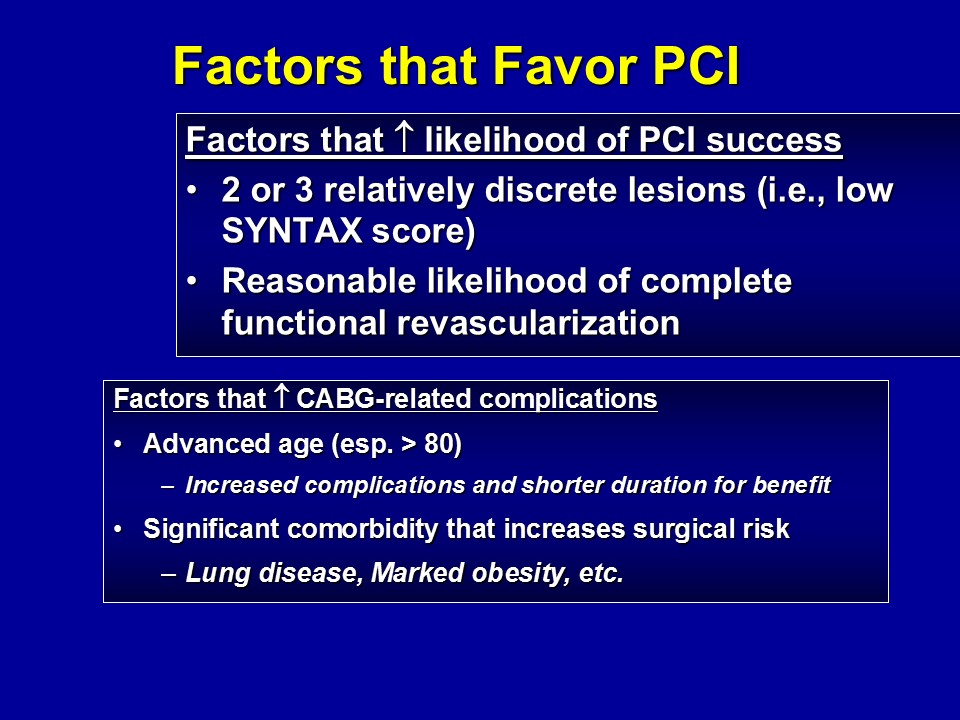 Factors that Favor PCI
Factors that ↑ likelihood of PCI success
• 2 or 3 relatively discrete lesions (i.e., low
SYNTAX score)
• Reasonable likelihood of complete
functional revascularization
Factors that ↑ CABG-related complications
• Advanced age (esp. > 80)
– Increased complications and shorter duration for benefit
• Significant comorbidity that increases surgical risk
– Lung disease, Marked obesity, etc.